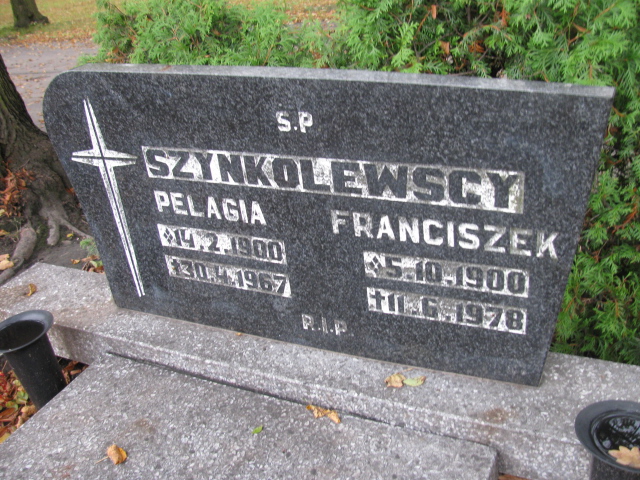 S.P
SZYNKOLEWSCY
PELAGIA
14.2.1900
†30.4.1967
FRANCISZEK
5.10.1900
†11.6.1978
R.I.P